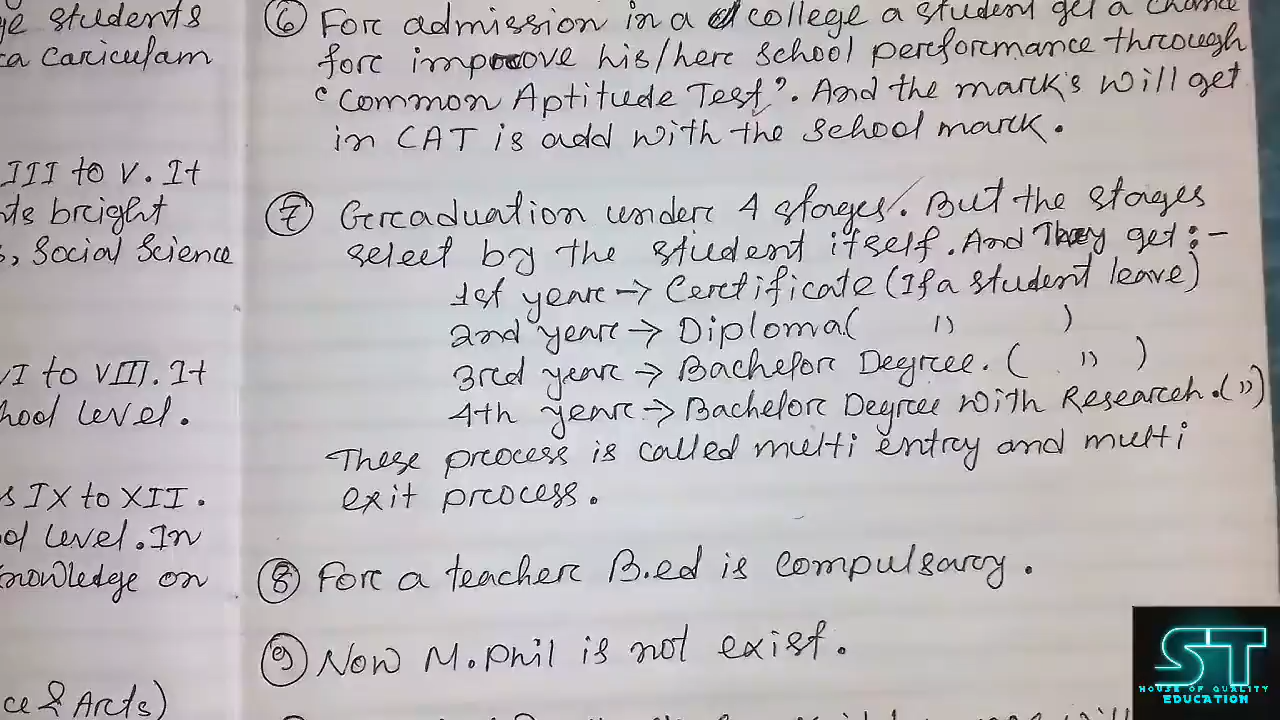 ge students
ca cariculam
III to V. It
nts bright
s, Social Science
VI to VIII. It
hool level.
s IX to XII.
ol level. In
knowledge on
ce & Arts)
⑥ For admission in a college a student get a chance
for improve his/her school performance through
"Common Aptitude Test". And the mark's will get
in CAT is add with the school mark.
⑦ Graduation under 4 stages. But the stages
select by the student itself. And They get :-
1st year → Certificate (If a student leave)
2nd year → Diploma ( " )
3rd year → Bachelor Degree. ( " )
4th year → Bachelor Degree with Research. (")
These process is called multi entry and multi
exit process.
⑧ For a teacher B.ed is compulsary.
⑨ Now M.Phil is not exist.
ST
HOUSE OF QUALITY
EDUCATION